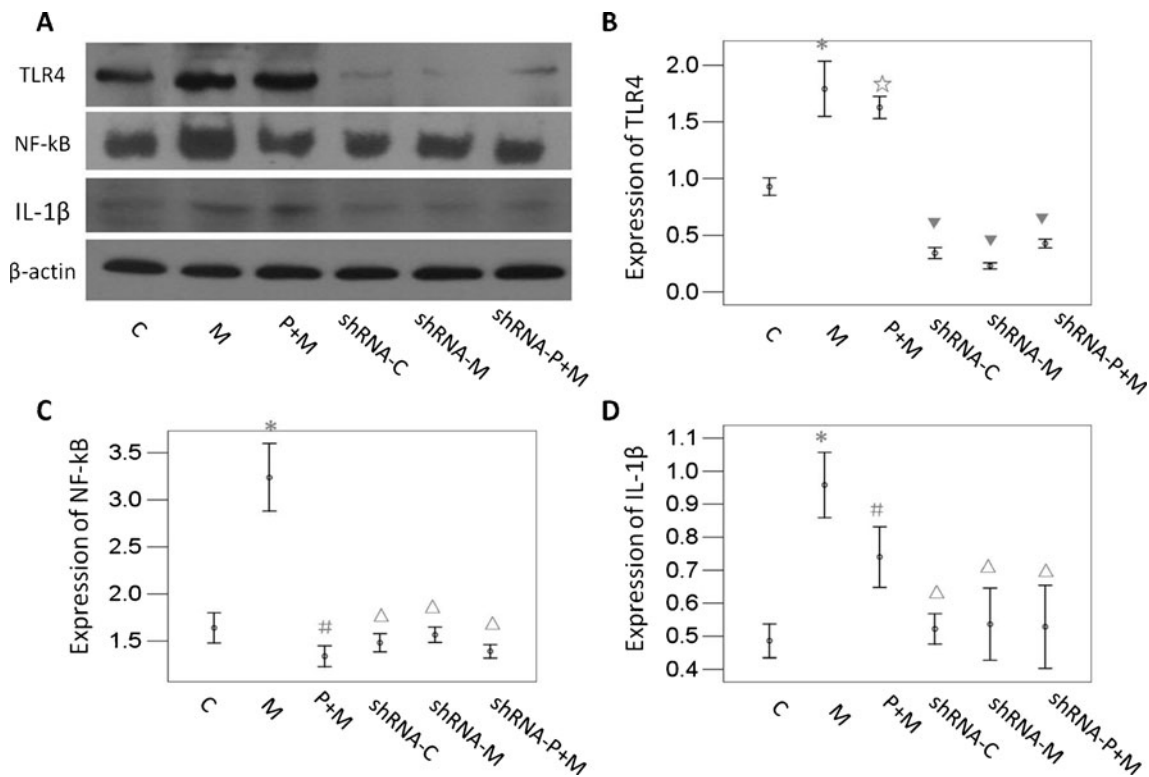 A
TLR4
NF-kB
IL-1β
β-actin
C M P+M shRNA-C shRNA-M shRNA-P+M
B
Expression of TLR4
2.0
1.5
1.0
0.5
0.0
* ☆ ▼ ▼ ▼
C M P+M shRNA-C shRNA-M shRNA-P+M
C
Expression of NF-kB
3.5
3.0
2.5
2.0
1.5
* # △ △ △
C M P+M shRNA-C shRNA-M shRNA-P+M
D
Expression of IL-1β
1.1
1.0
0.9
0.8
0.7
0.6
0.5
0.4
* # △ △ △
C M P+M shRNA-C shRNA-M shRNA-P+M